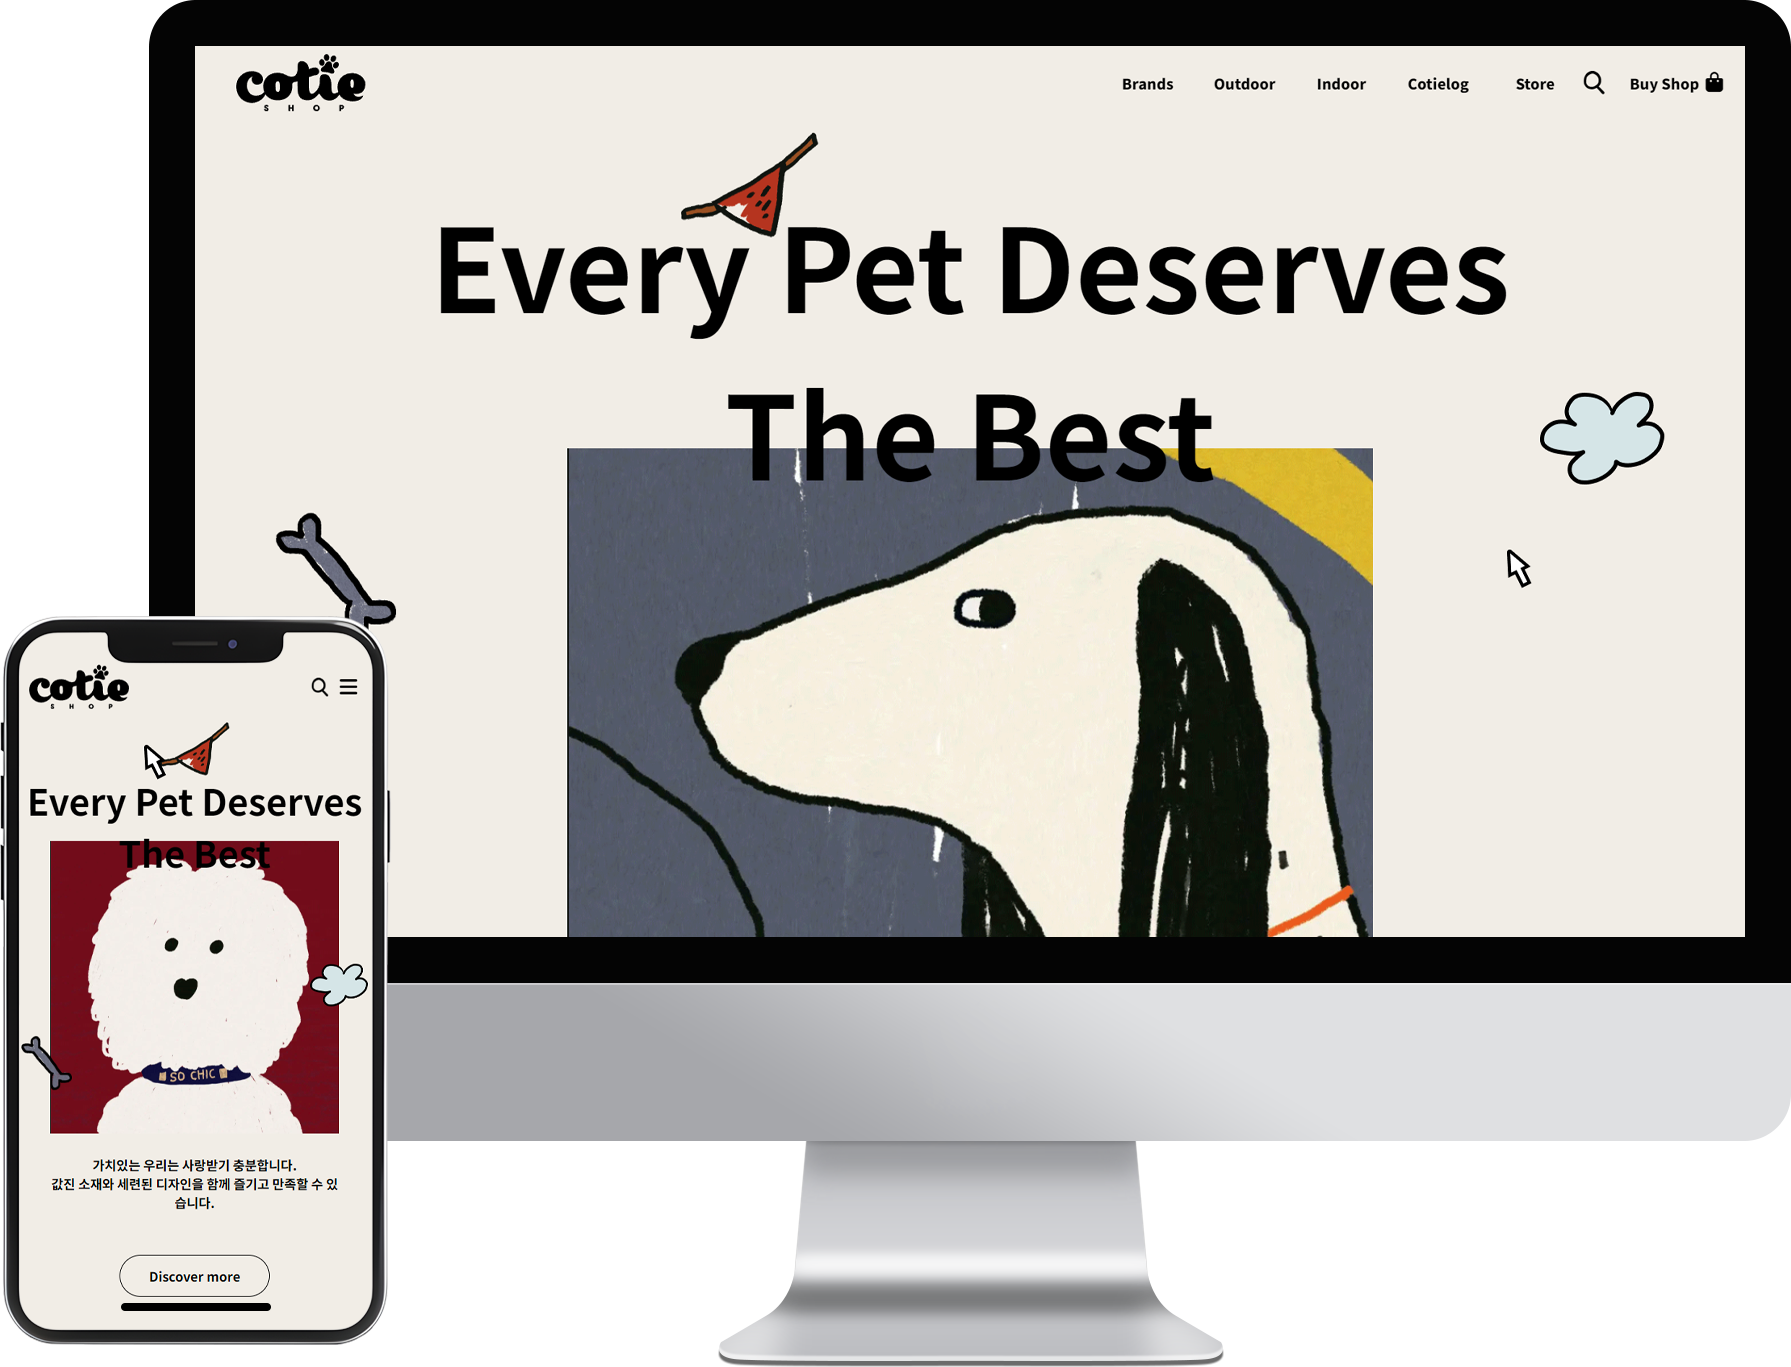 cotie
SHOP
Brands Outdoor Indoor Cotielog Store Buy Shop
Every Pet Deserves
The Best
cotie
SHOP
Every Pet Deserves
The Best
SO CHIC
가치있는 우리는 사랑받기 충분합니다.
값진 소재와 세련된 디자인을 함께 즐기고 만족할 수 있
습니다.
Discover more